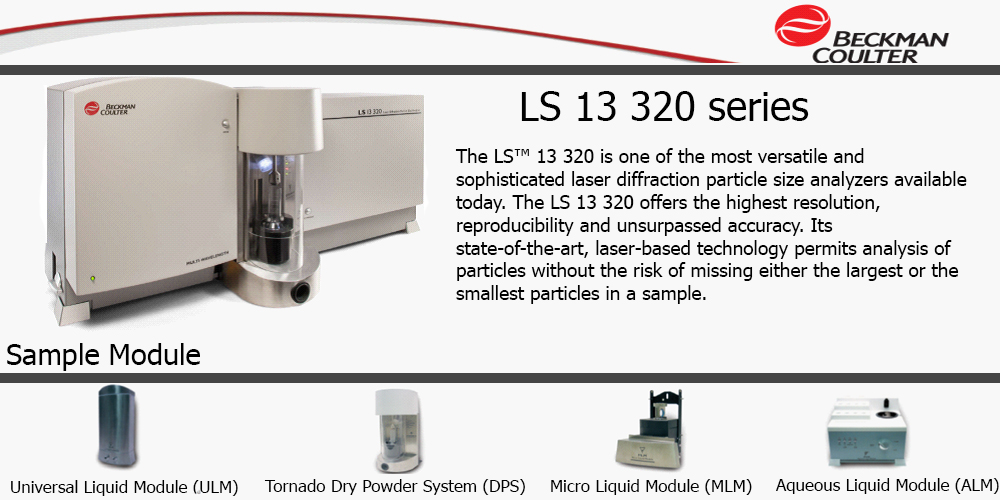 BECKMAN
COULTER
LS 13 320 series
BECKMAN
COULTER
LS 13 320
MULTI WAVELENGTH
The LS™ 13 320 is one of the most versatile and
sophisticated laser diffraction particle size analyzers available
today. The LS 13 320 offers the highest resolution,
reproducibility and unsurpassed accuracy. Its
state-of-the-art, laser-based technology permits analysis of
particles without the risk of missing either the largest or the
smallest particles in a sample.
Sample Module
Universal Liquid Module (ULM)
Tornado Dry Powder System (DPS)
Micro Liquid Module (MLM)
Aqueous Liquid Module (ALM)